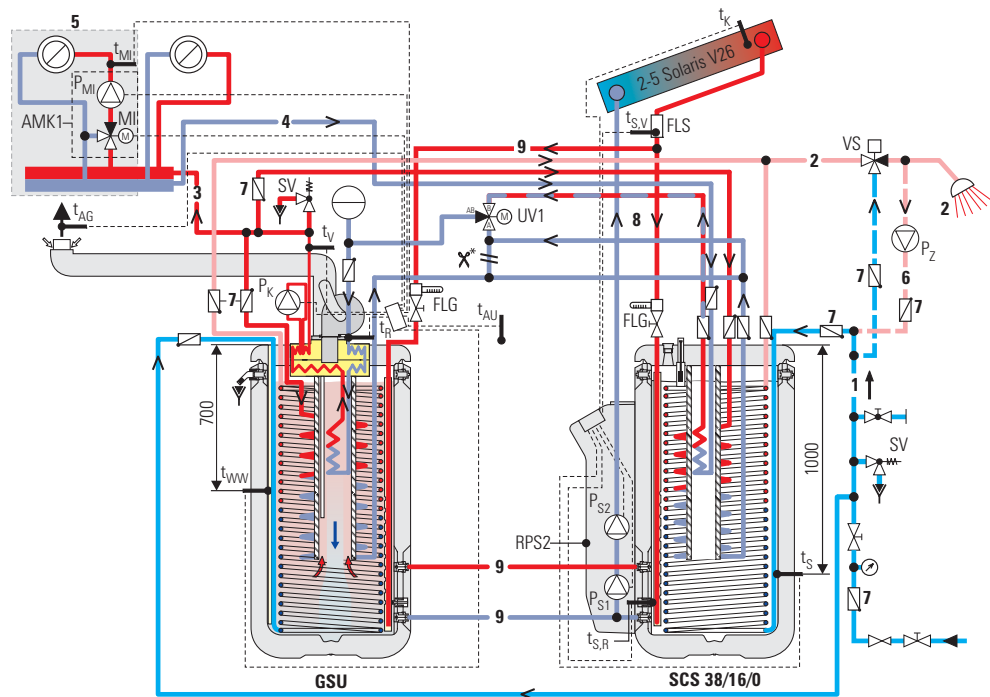 5
t_MI
P_MI
AMK1
MI
M
t_K
2-5 Solaris V26
t_S,V
FLS
4
9
2
VS
2
3
7
SV
t_AG
t_V
AB
B
A
M
UV1
8
✂*
P_Z
7
6
7
P_K
7
FLG
t_R
t_AU
FLG
7
1
700
1000
SV
t_WW
P_S2
RPS2
t_S
9
P_S1
9
7
t_S,R
GSU
SCS 38/16/0